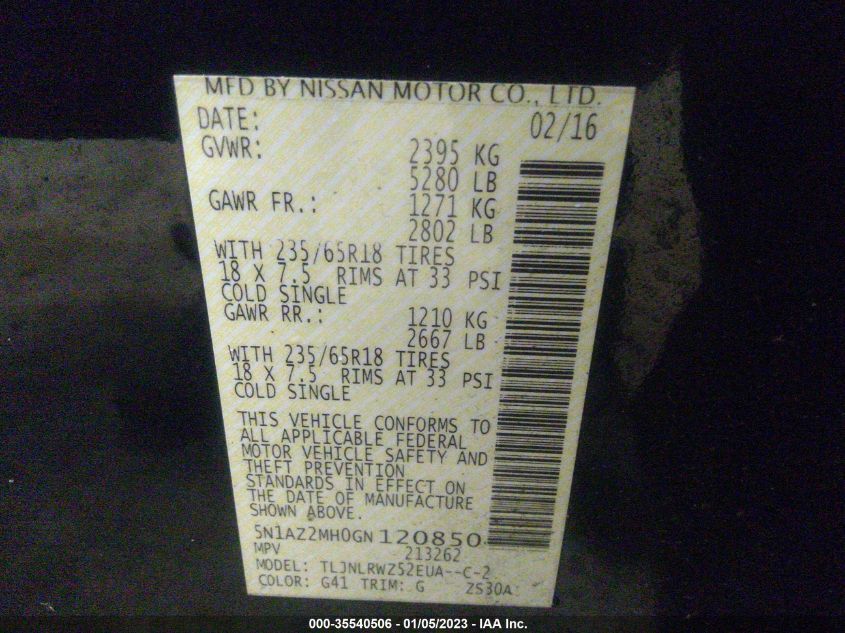 MFD BY NISSAN MOTOR CO., LTD.
DATE: 02/16
GVWR: 2395 KG
5280 LB
GAWR FR.: 1271 KG
2802 LB
WITH 235/65R18 TIRES
18 X 7.5 RIMS AT 33 PSI
COLD SINGLE
GAWR RR.: 1210 KG
2667 LB
WITH 235/65R18 TIRES
18 X 7.5 RIMS AT 33 PSI
COLD SINGLE
THIS VEHICLE CONFORMS TO
ALL APPLICABLE FEDERAL
MOTOR VEHICLE SAFETY AND
THEFT PREVENTION
STANDARDS IN EFFECT ON
THE DATE OF MANUFACTURE
SHOWN ABOVE.
5N1AZ2MH0GN120850
MPV 213262
MODEL: TLJNLRWZ52EUA--C-2
COLOR: G41 TRIM: G 2S30A
000-35540506 - 01/05/2023 - IAA Inc.